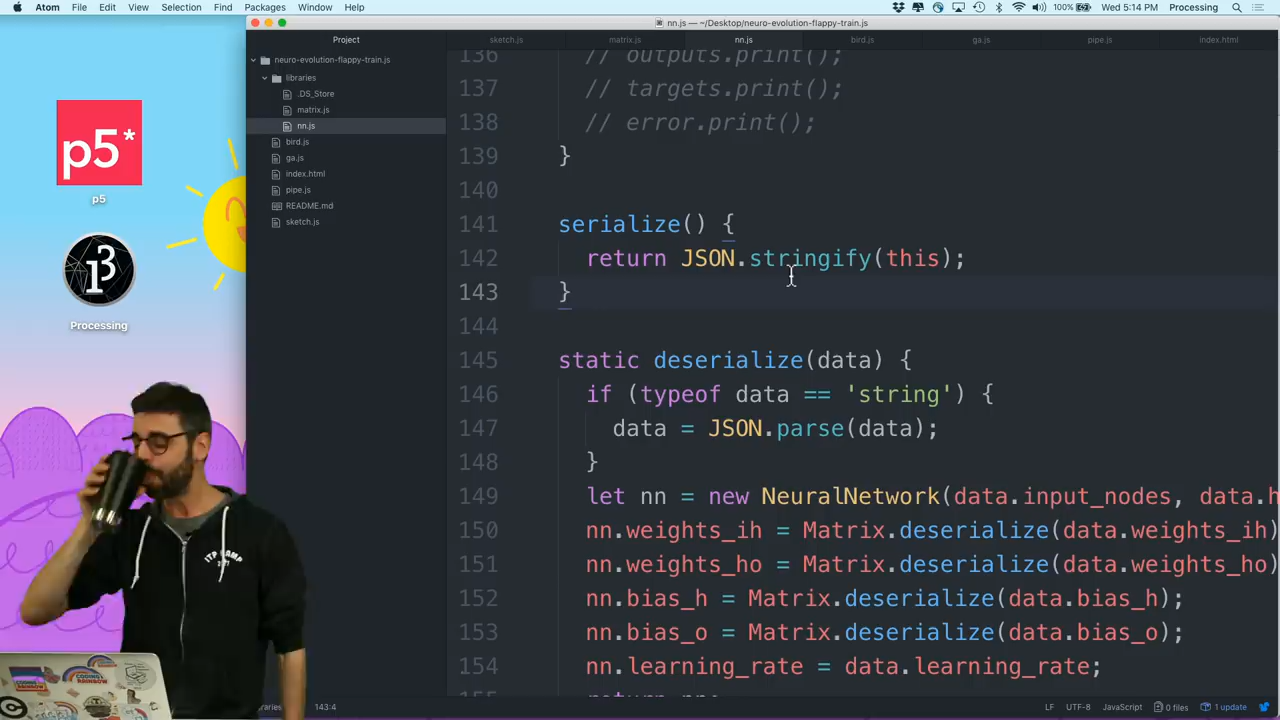 Atom File Edit View Selection Find Packages Window Help
100% Wed 5:14 PM Processing
nn.js — ~/Desktop/neuro-evolution-flappy-train.js
Project
sketch.js matrix.js nn.js bird.js ga.js pipe.js index.html
neuro-evolution-flappy-train.js
libraries
.DS_Store
matrix.js
nn.js
bird.js
ga.js
index.html
pipe.js
README.md
sketch.js
p5*
p5
Processing
136 // outputs.print();
137 // targets.print();
138 // error.print();
139 }
140
141 serialize() {
142 return JSON.stringify(this);
143 }
144
145 static deserialize(data) {
146 if (typeof data == 'string') {
147 data = JSON.parse(data);
148 }
149 let nn = new NeuralNetwork(data.input_nodes, data.h
150 nn.weights_ih = Matrix.deserialize(data.weights_ih)
151 nn.weights_ho = Matrix.deserialize(data.weights_ho)
152 nn.bias_h = Matrix.deserialize(data.bias_h);
153 nn.bias_o = Matrix.deserialize(data.bias_o);
154 nn.learning_rate = data.learning_rate;
ITP CAMP
143:4 LF UTF-8 JavaScript 0 files 1 update